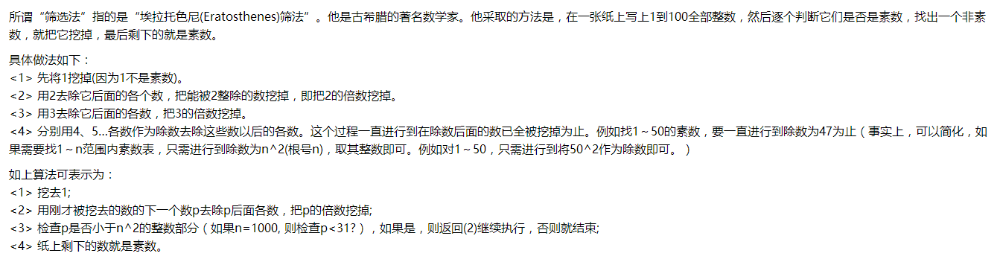 所谓“筛选法”指的是“埃拉托色尼(Eratosthenes)筛法”。他是古希腊的著名数学家。他采取的方法是，在一张纸上写上1到100全部整数，然后逐个判断它们是否是素数，找出一个非素
数，就把它挖掉，最后剩下的就是素数。
具体做法如下：
<1> 先将1挖掉(因为1不是素数)。
<2> 用2去除它后面的各个数，把能被2整除的数挖掉，即把2的倍数挖掉。
<3> 用3去除它后面的各数，把3的倍数挖掉。
<4> 分别用4、5…各数作为除数去除这些数以后的各数。这个过程一直进行到在除数后面的数已全被挖掉为止。例如找1～50的素数，要一直进行到除数为47为止（事实上，可以简化，如
果需要找1～n范围内素数表，只需进行到除数为n^2(根号n)，取其整数即可。例如对1～50，只需进行到将50^2作为除数即可。）
如上算法可表示为：
<1> 挖去1;
<2> 用刚才被挖去的数的下一个数p去除p后面各数，把p的倍数挖掉;
<3> 检查p是否小于n^2的整数部分（如果n=1000, 则检查p<31?），如果是，则返回(2)继续执行，否则就结束;
<4> 纸上剩下的数就是素数。